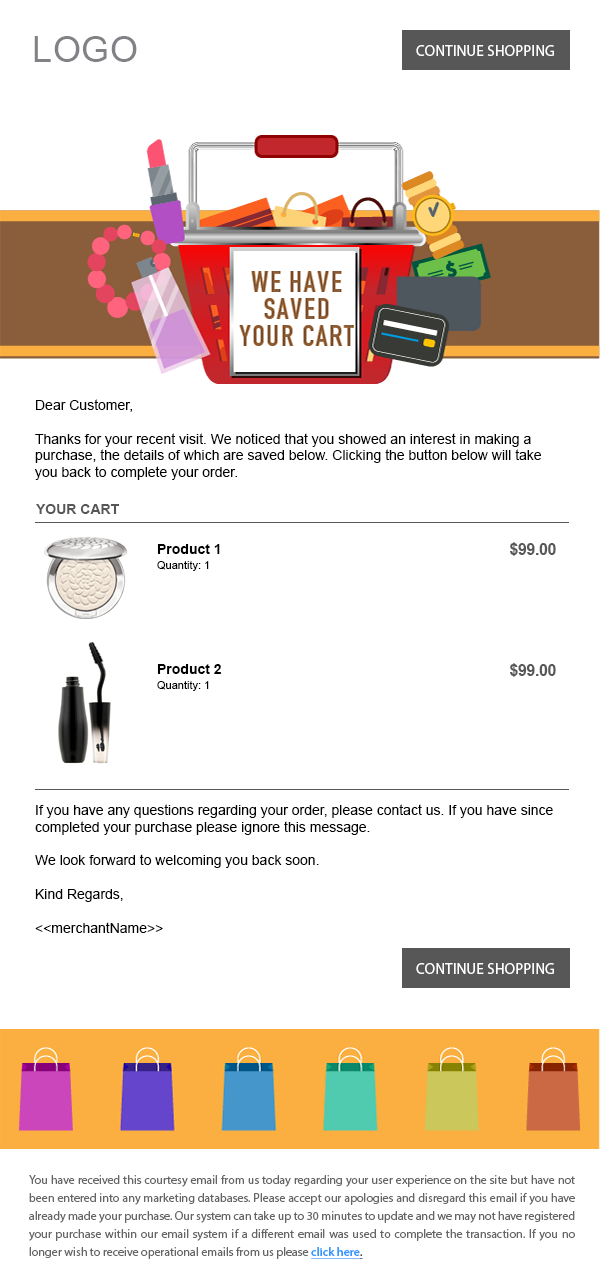 LOGO
CONTINUE SHOPPING
WE HAVE
SAVED
YOUR CART
$
Dear Customer,
Thanks for your recent visit. We noticed that you showed an interest in making a
purchase, the details of which are saved below. Clicking the button below will take
you back to complete your order.
YOUR CART
Product 1
$99.00
Quantity: 1
Product 2
$99.00
Quantity: 1
If you have any questions regarding your order, please contact us. If you have since
completed your purchase please ignore this message.
We look forward to welcoming you back soon.
Kind Regards,
<<merchantName>>
CONTINUE SHOPPING
You have received this courtesy email from us today regarding your user experience on the site but have not
been entered into any marketing databases. Please accept our apologies and disregard this email if you have
already made your purchase. Our system can take up to 30 minutes to update and we may not have registered
your purchase within our email system if a different email was used to complete the transaction. If you no
longer wish to receive operational emails from us please click here.